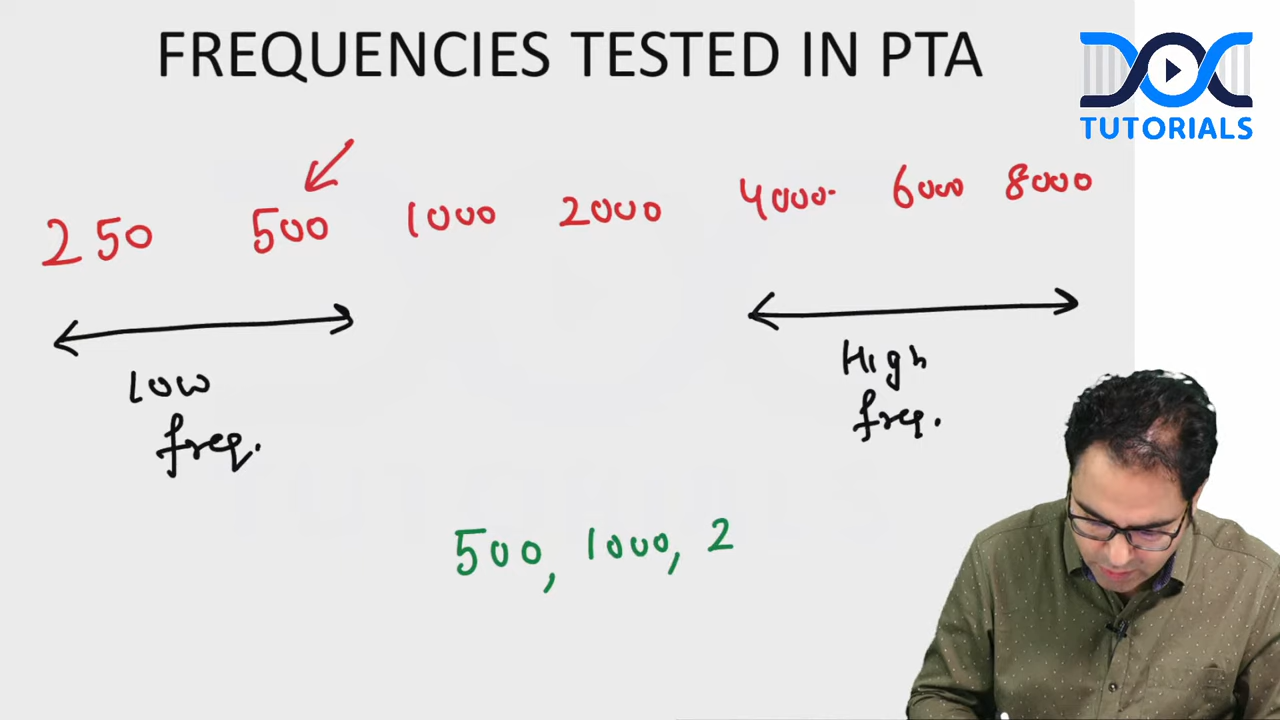 FREQUENCIES TESTED IN PTA
DOC
TUTORIALS
250 500 1000 2000 4000 6000 8000
low
freq.
High
freq.
500, 1000, 2